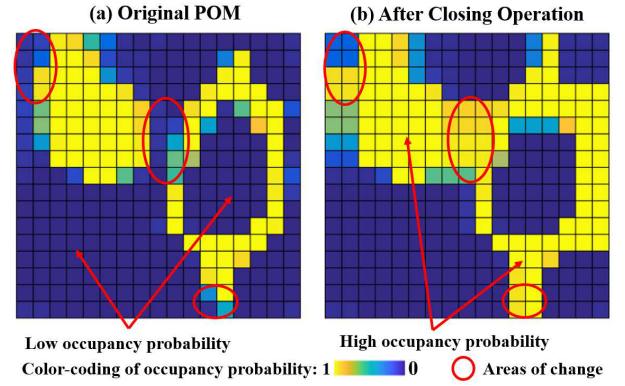 (a) Original POM
(b) After Closing Operation
Low occupancy probability
High occupancy probability
Color-coding of occupancy probability: 1 0
Areas of change